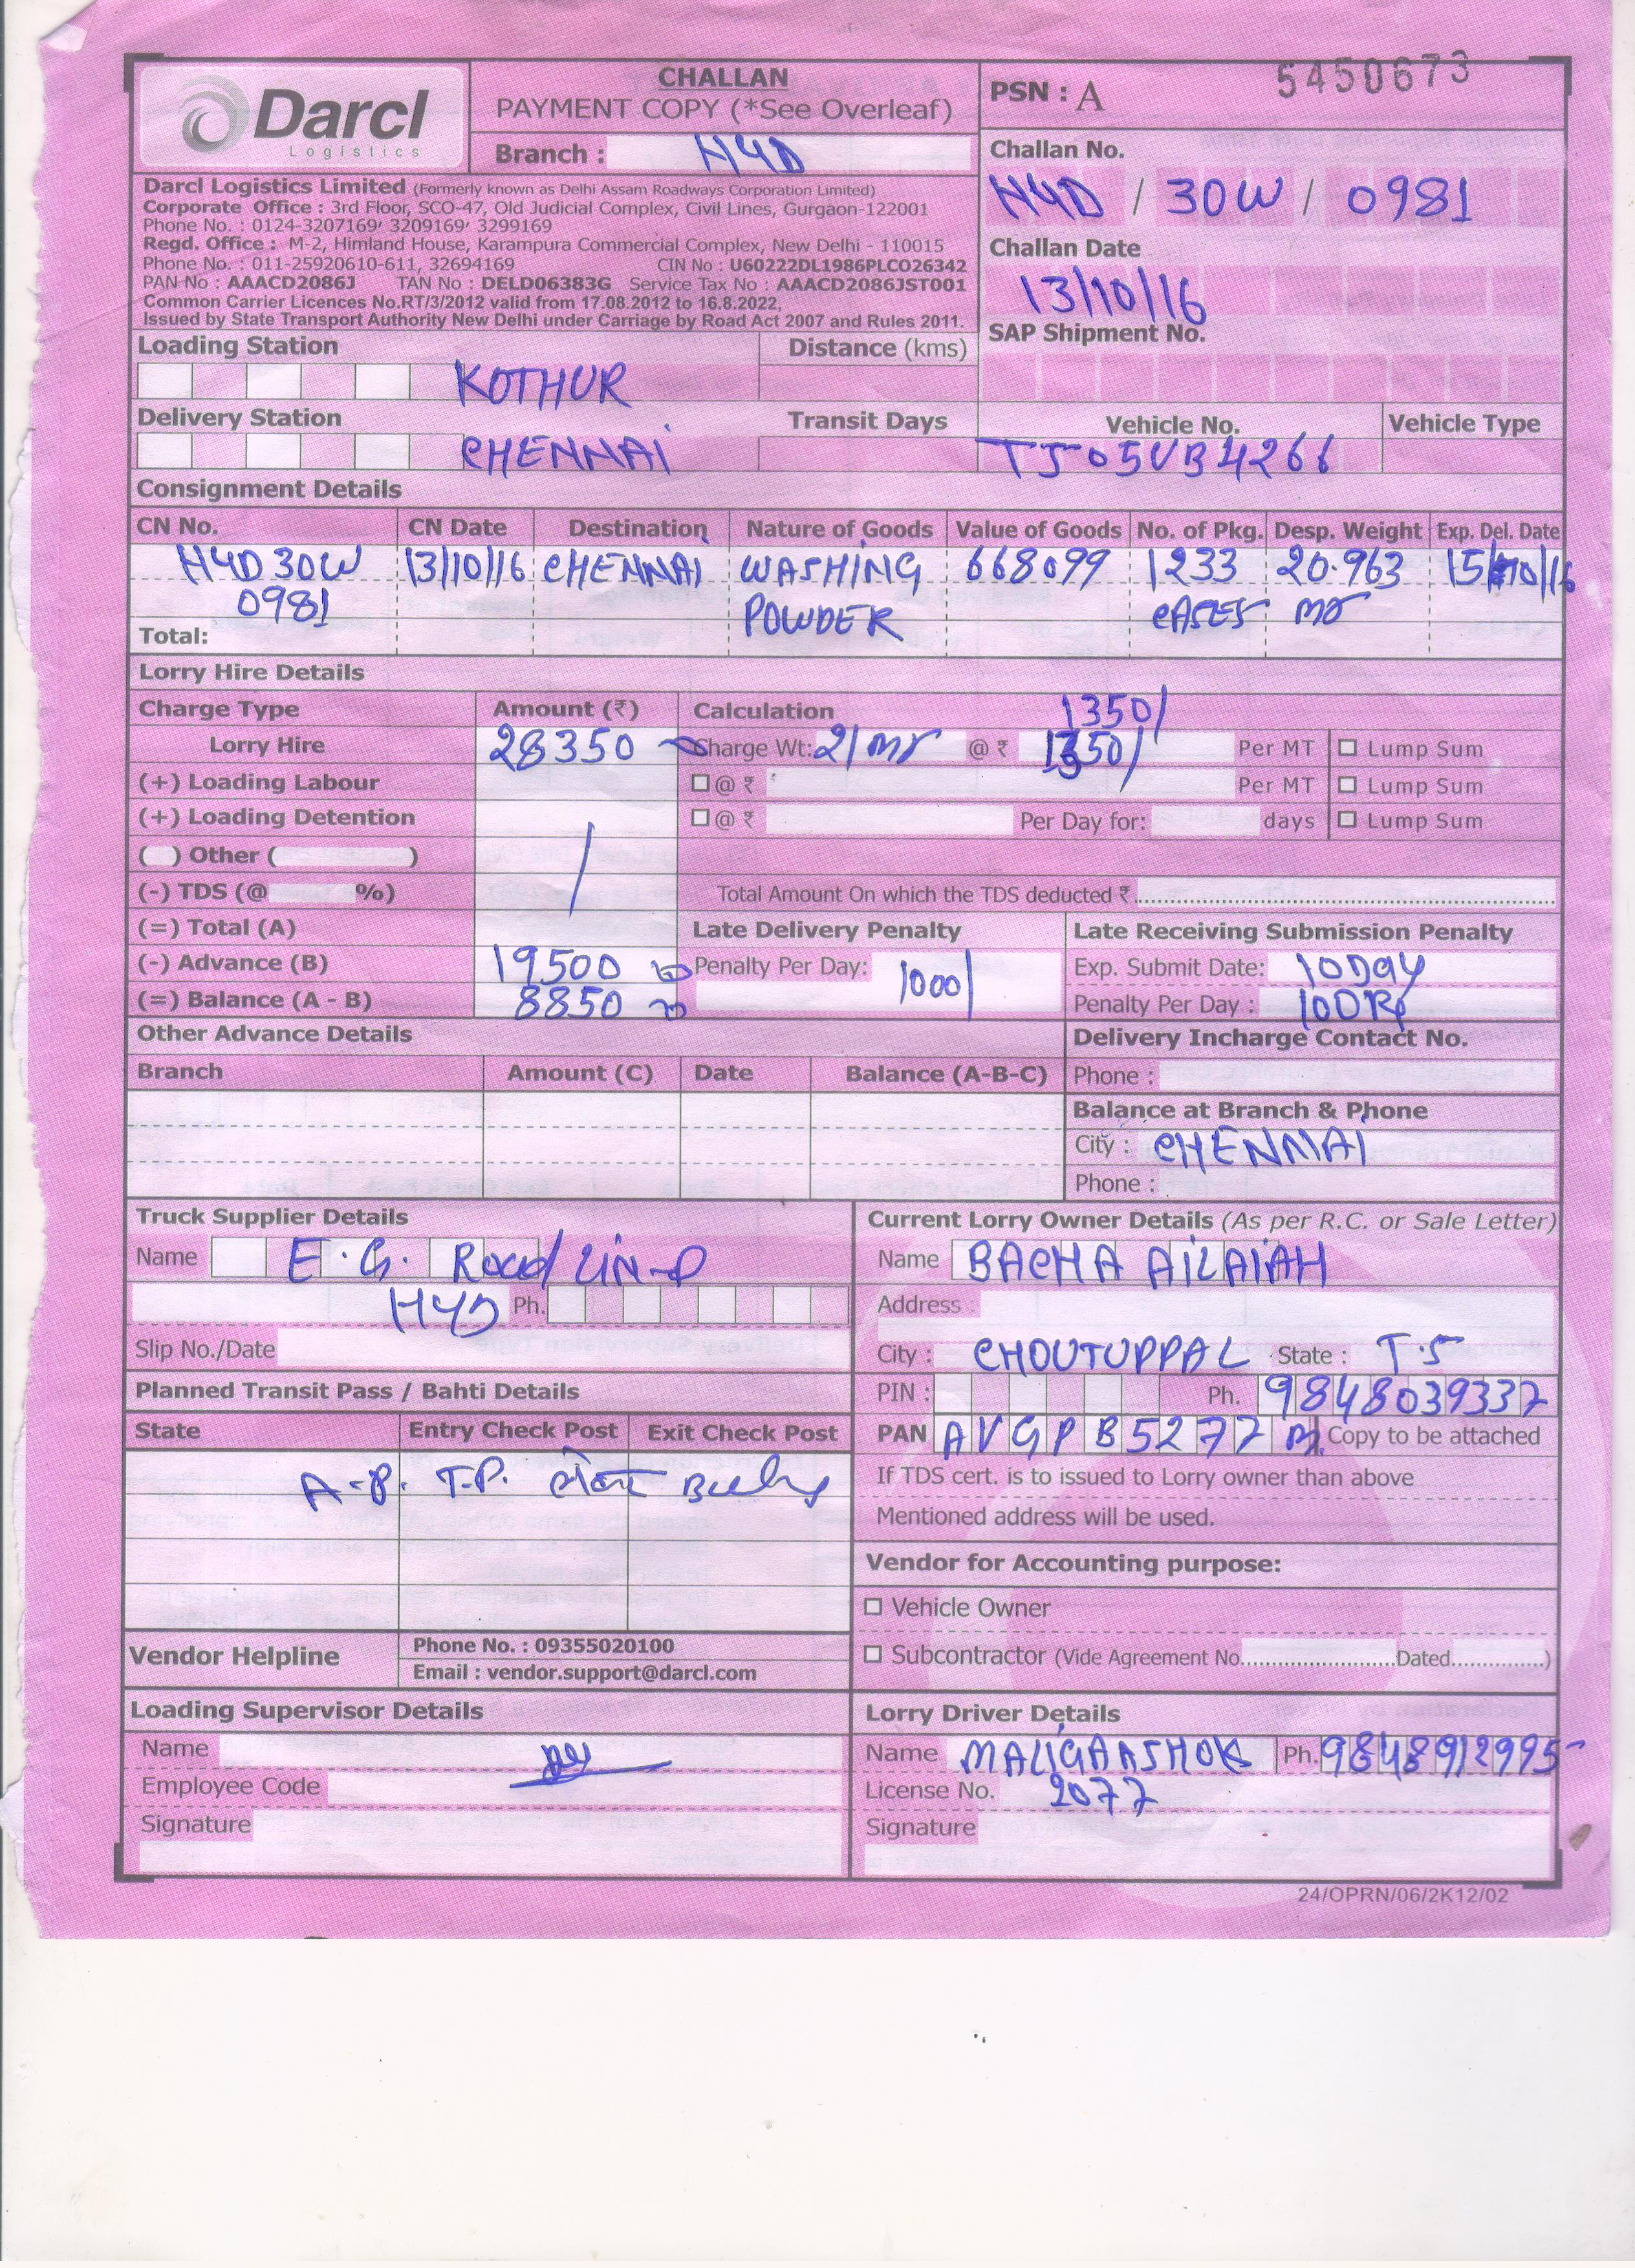 Darcl
Logistics
CHALLAN
PAYMENT COPY (*See Overleaf)
Branch : HYD
PSN : A 5450673
Challan No.
HYD / 30W / 0981
Challan Date
13/10/16
SAP Shipment No.
Darcl Logistics Limited (Formerly known as Delhi Assam Roadways Corporation Limited)
Corporate Office : 3rd Floor, SCO-47, Old Judicial Complex, Civil Lines, Gurgaon-122001
Phone No. : 0124-3207169, 3209169, 3299169
Regd. Office : M-2, Himland House, Karampura Commercial Complex, New Delhi - 110015
Phone No. : 011-25920610-611, 32694169 CIN No : U60222DL1986PLCO26342
PAN No : AAACD2086J TAN No : DELD06383G Service Tax No : AAACD2086JST001
Common Carrier Licences No.RT/3/2012 valid from 17.08.2012 to 16.8.2022,
Issued by State Transport Authority New Delhi under Carriage by Road Act 2007 and Rules 2011.
Loading Station Distance (kms)
KOTHUR
Delivery Station Transit Days Vehicle No. Vehicle Type
CHENNAI TS05UB4266
Consignment Details
CN No. CN Date Destination Nature of Goods Value of Goods No. of Pkg. Desp. Weight Exp. Del. Date
HYD 30W 13/10/16 CHENNAI WASHING 668099 1233 20.963 15/10/16
0981 POWDER CASES MT
Total:
Lorry Hire Details
Charge Type Amount (₹) Calculation 1350/
Lorry Hire 28350 Charge Wt: 21 MT @ ₹ 1350/ Per MT Lump Sum
(+) Loading Labour @ ₹ Per MT Lump Sum
(+) Loading Detention @ ₹ Per Day for: days Lump Sum
( ) Other ( )
(-) TDS (@ %) Total Amount On which the TDS deducted ₹
(=) Total (A) Late Delivery Penalty Late Receiving Submission Penalty
(-) Advance (B) 19500 Penalty Per Day: 1000/ Exp. Submit Date: 10 Day
(=) Balance (A - B) 8850 Penalty Per Day : 100 Rs
Other Advance Details Delivery Incharge Contact No.
Branch Amount (C) Date Balance (A-B-C) Phone :
Balance at Branch & Phone
City : CHENNAI
Phone :
Truck Supplier Details Current Lorry Owner Details (As per R.C. or Sale Letter)
Name E.G. Road Name BACHA AILAIAH
HYD Ph. Address :
Slip No./Date City : CHOUTUPPAL State : T.S
Planned Transit Pass / Bahti Details PIN : Ph. 9848039337
State Entry Check Post Exit Check Post PAN AVGPB5277 Copy to be attached
A.P. T.P. If TDS cert. is to issued to Lorry owner than above
Mentioned address will be used.
Vendor for Accounting purpose:
Vehicle Owner
Vendor Helpline Phone No. : 09355020100 Subcontractor (Vide Agreement No. Dated )
Email : vendor.support@darcl.com
Loading Supervisor Details Lorry Driver Details
Name Name MALIGA ASHOK Ph. 9848912995
Employee Code License No. 2077
Signature Signature
24/OPRN/06/2K12/02